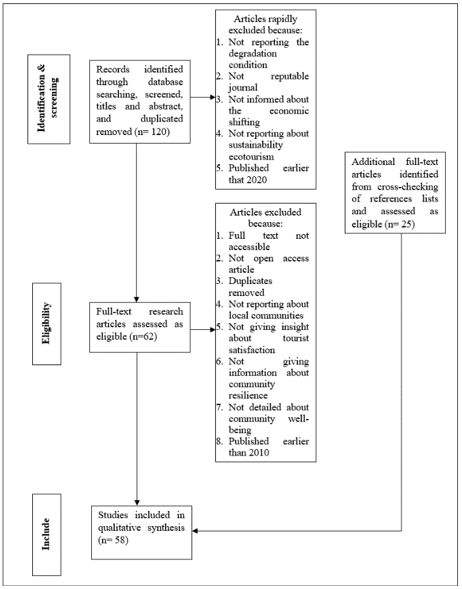 Identification &
screening
Records identified
through database
searching, screened,
titles and abstract,
and duplicated
removed (n= 120)
Articles rapidly
excluded because:
1. Not reporting the
degradation
condition
2. Not reputable
journal
3. Not informed about
the economic
shifting
4. Not reporting about
sustainability
ecotourism
5. Published earlier
that 2020
Additional full-text
articles identified
from cross-checking
of references lists
and assessed as
eligible (n= 25)
Eligibility
Full-text research
articles assessed as
eligible (n=62)
Articles excluded
because:
1. Full text not
accessible
2. Not open access
article
3. Duplicates
removed
4. Not reporting about
local communities
5. Not giving insight
about tourist
satisfaction
6. Not giving
information about
community
resilience
7. Not detailed about
community well-
being
8. Published earlier
than 2010
Include
Studies included in
qualitative synthesis
(n= 58)